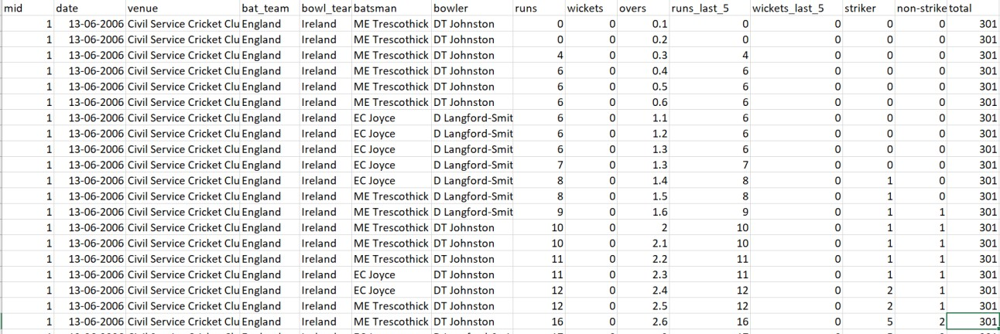 mid date venue bat_team bowl_tear batsman bowler runs wickets overs runs_last_5 wickets_last_5 striker non-strike total
1 13-06-2006 Civil Service Cricket Clu England Ireland ME Trescothick DT Johnston 0 0 0.1 0 0 0 0 301
1 13-06-2006 Civil Service Cricket Clu England Ireland ME Trescothick DT Johnston 0 0 0.2 0 0 0 0 301
1 13-06-2006 Civil Service Cricket Clu England Ireland ME Trescothick DT Johnston 4 0 0.3 4 0 0 0 301
1 13-06-2006 Civil Service Cricket Clu England Ireland ME Trescothick DT Johnston 6 0 0.4 6 0 0 0 301
1 13-06-2006 Civil Service Cricket Clu England Ireland ME Trescothick DT Johnston 6 0 0.5 6 0 0 0 301
1 13-06-2006 Civil Service Cricket Clu England Ireland ME Trescothick DT Johnston 6 0 0.6 6 0 0 0 301
1 13-06-2006 Civil Service Cricket Clu England Ireland EC Joyce D Langford-Smit 6 0 1.1 6 0 0 0 301
1 13-06-2006 Civil Service Cricket Clu England Ireland EC Joyce D Langford-Smit 6 0 1.2 6 0 0 0 301
1 13-06-2006 Civil Service Cricket Clu England Ireland EC Joyce D Langford-Smit 6 0 1.3 6 0 0 0 301
1 13-06-2006 Civil Service Cricket Clu England Ireland EC Joyce D Langford-Smit 7 0 1.3 7 0 0 0 301
1 13-06-2006 Civil Service Cricket Clu England Ireland EC Joyce D Langford-Smit 8 0 1.4 8 0 1 0 301
1 13-06-2006 Civil Service Cricket Clu England Ireland ME Trescothick D Langford-Smit 8 0 1.5 8 0 1 0 301
1 13-06-2006 Civil Service Cricket Clu England Ireland ME Trescothick D Langford-Smit 9 0 1.6 9 0 1 1 301
1 13-06-2006 Civil Service Cricket Clu England Ireland ME Trescothick DT Johnston 10 0 2 10 0 1 1 301
1 13-06-2006 Civil Service Cricket Clu England Ireland ME Trescothick DT Johnston 10 0 2.1 10 0 1 1 301
1 13-06-2006 Civil Service Cricket Clu England Ireland ME Trescothick DT Johnston 11 0 2.2 11 0 1 1 301
1 13-06-2006 Civil Service Cricket Clu England Ireland EC Joyce DT Johnston 11 0 2.3 11 0 1 1 301
1 13-06-2006 Civil Service Cricket Clu England Ireland EC Joyce DT Johnston 12 0 2.4 12 0 2 1 301
1 13-06-2006 Civil Service Cricket Clu England Ireland ME Trescothick DT Johnston 12 0 2.5 12 0 2 1 301
1 13-06-2006 Civil Service Cricket Clu England Ireland ME Trescothick DT Johnston 16 0 2.6 16 0 5 2 301